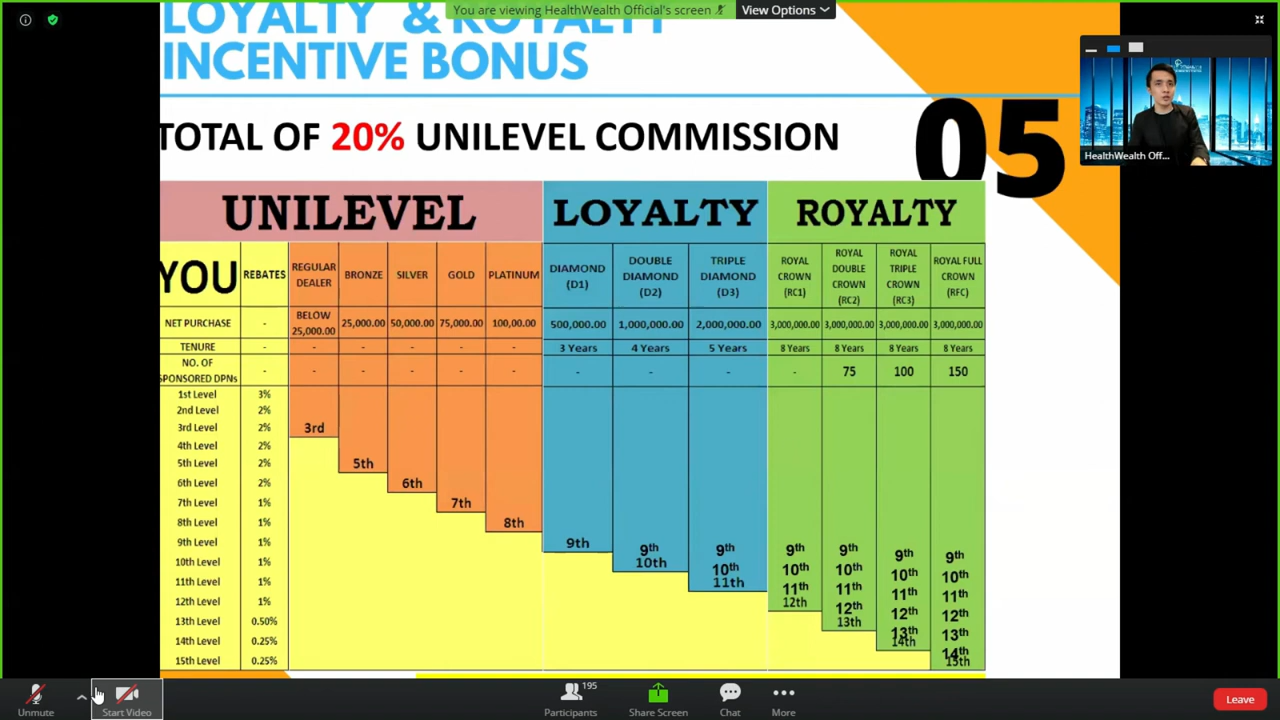 You are viewing HealthWealth Official's screen
View Options
LOYALTY & ROYALTY
INCENTIVE BONUS
TOTAL OF 20% UNILEVEL COMMISSION
05
HealthWealth Off...
UNILEVEL LOYALTY ROYALTY
YOU REBATES REGULAR DEALER BRONZE SILVER GOLD PLATINUM DIAMOND (D1) DOUBLE DIAMOND (D2) TRIPLE DIAMOND (D3) ROYAL CROWN (RC1) ROYAL DOUBLE CROWN (RC2) ROYAL TRIPLE CROWN (RC3) ROYAL FULL CROWN (RFC)
NET PURCHASE - BELOW 25,000.00 25,000.00 50,000.00 75,000.00 100,00.00 500,000.00 1,000,000.00 2,000,000.00 3,000,000.00 3,000,000.00 3,000,000.00 3,000,000.00
TENURE - - - - - - 3 Years 4 Years 5 Years 8 Years 8 Years 8 Years 8 Years
NO. OF SPONSORED DPNs - - - - - - - - - - 75 100 150
1st Level 3%
2nd Level 2%
3rd Level 2% 3rd
4th Level 2%
5th Level 2% 5th
6th Level 2% 6th
7th Level 1% 7th
8th Level 1% 8th
9th Level 1% 9th 9th 9th 9th 9th 9th 9th
10th Level 1% 10th 10th 10th 10th 10th 10th
11th Level 1% 11th 11th 11th 11th 11th
12th Level 1% 12th 12th 12th 12th
13th Level 0.50% 13th 13th 13th
14th Level 0.25% 14th 14th
15th Level 0.25% 15th
Unmute
Start Video
195
Participants
Share Screen
Chat
More
Leave